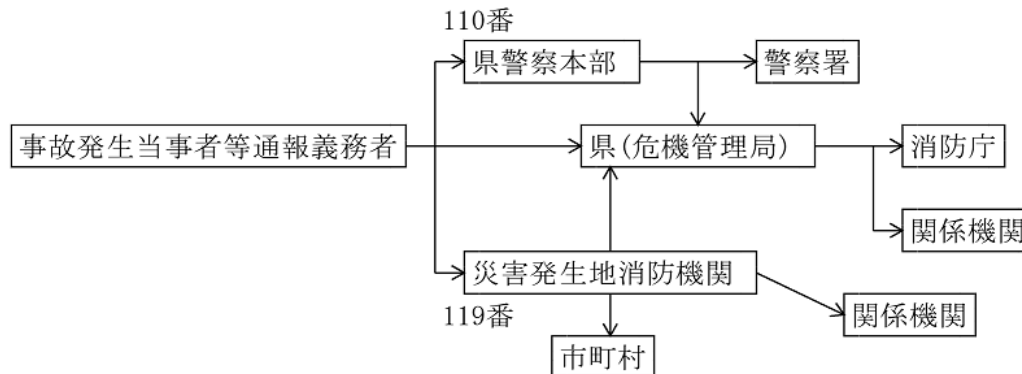 110番
県警察本部
警察署
事故発生当事者等通報義務者
県(危機管理局)
消防庁
関係機関
災害発生地消防機関
119番
関係機関
市町村